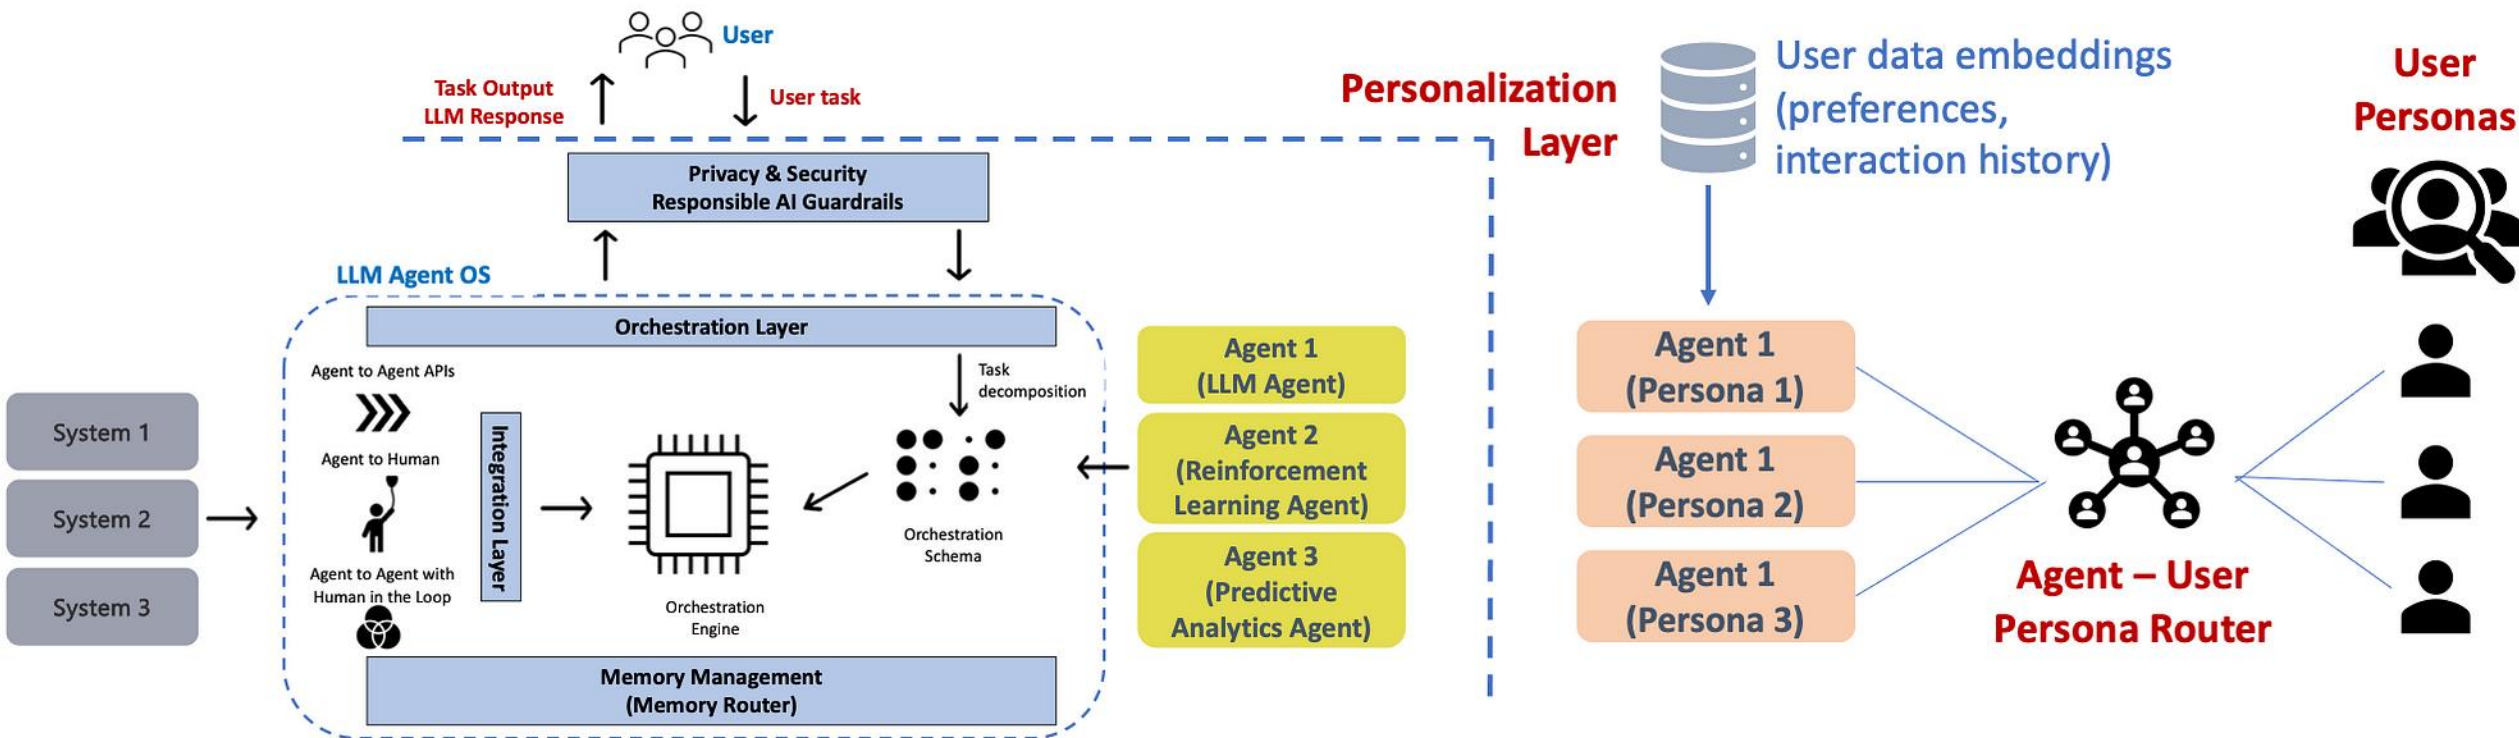 User
Task Output
LLM Response
User task
Privacy & Security
Responsible AI Guardrails
LLM Agent OS
Orchestration Layer
Agent to Agent APIs
Task
decomposition
Agent to Human
Integration Layer
Agent to Agent with
Human in the Loop
Orchestration
Engine
Orchestration
Schema
Memory Management
(Memory Router)
System 1
System 2
System 3
Agent 1
(LLM Agent)
Agent 2
(Reinforcement
Learning Agent)
Agent 3
(Predictive
Analytics Agent)
Personalization
Layer
User data embeddings
(preferences,
interaction history)
User
Personas
Agent 1
(Persona 1)
Agent 1
(Persona 2)
Agent 1
(Persona 3)
Agent – User
Persona Router